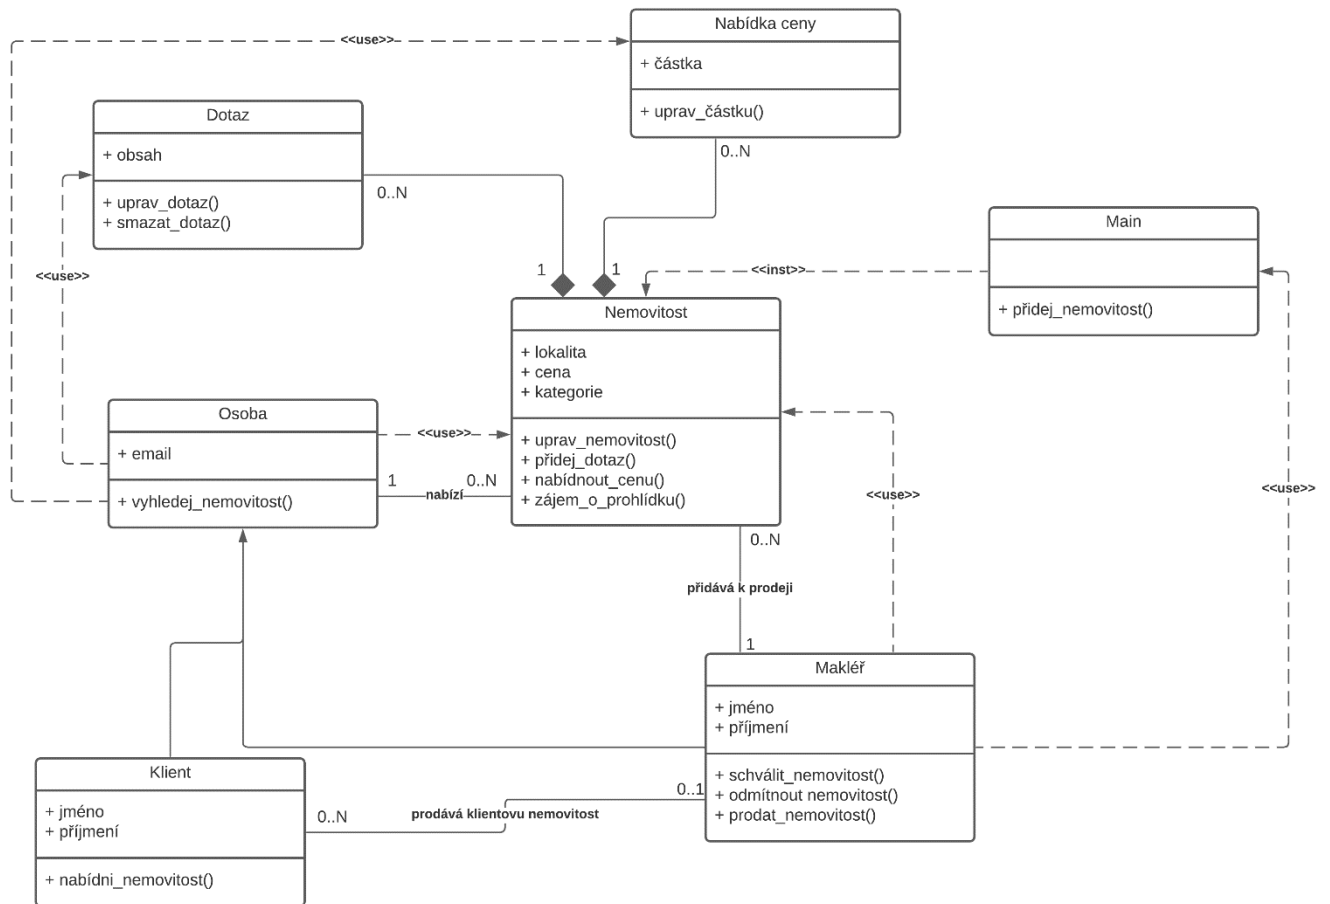 Nabídka ceny
+ částka
+ uprav_částku()
<<use>>
Dotaz
+ obsah
+ uprav_dotaz()
+ smazat_dotaz()
0..N
0..N
Main
+ přidej_nemovitost()
<<use>>
1
1
<<inst>>
Nemovitost
+ lokalita
+ cena
+ kategorie
+ uprav_nemovitost()
+ přidej_dotaz()
+ nabídnout_cenu()
+ zájem_o_prohlídku()
Osoba
+ email
+ vyhledej_nemovitost()
<<use>>
1
nabízí
0..N
<<use>>
<<use>>
0..N
přidává k prodeji
1
Makléř
+ jméno
+ příjmení
+ schválit_nemovitost()
+ odmítnout nemovitost()
+ prodat_nemovitost()
Klient
+ jméno
+ příjmení
+ nabídni_nemovitost()
0..N
prodává klientovu nemovitost
0..1